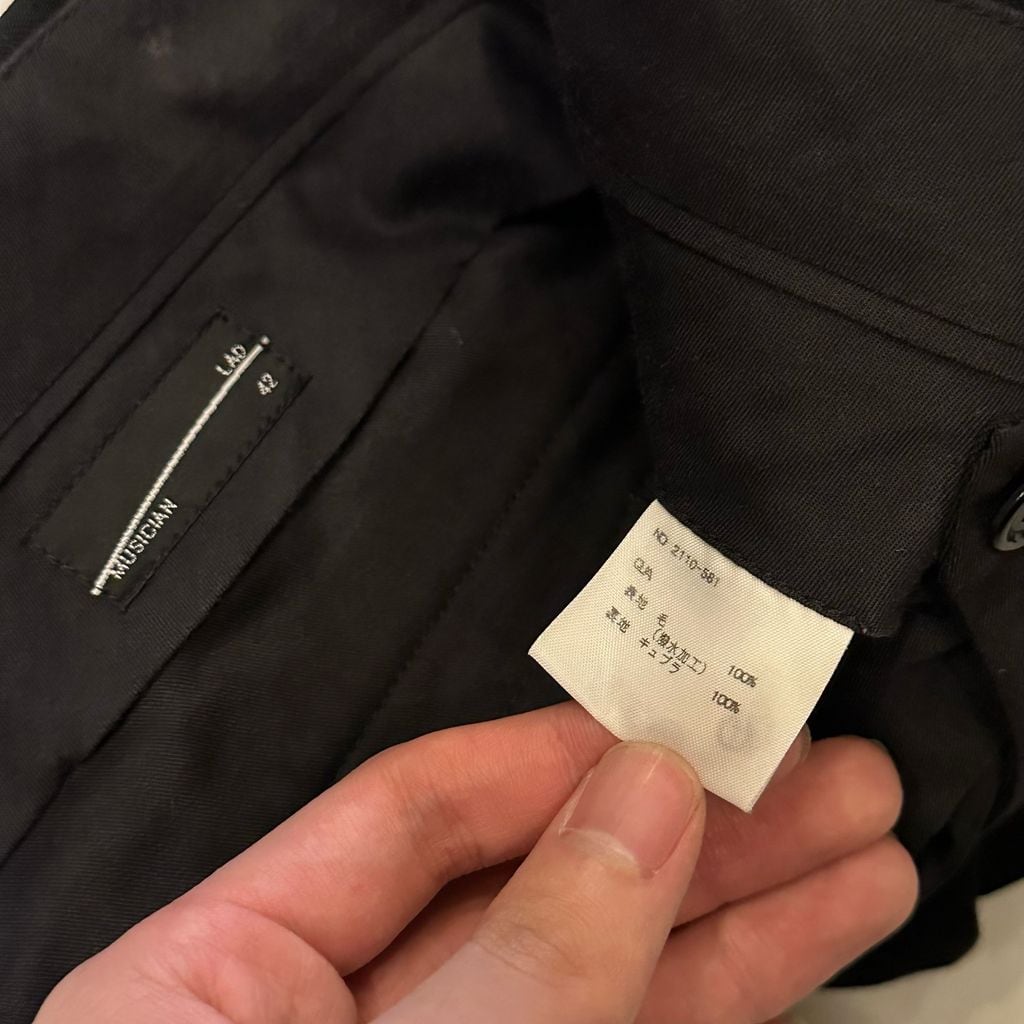 LAD
42
MUSICIAN
NO 2110-581
QUA
表地 毛 100%
(撥水加工)
裏地 キュプラ 100%